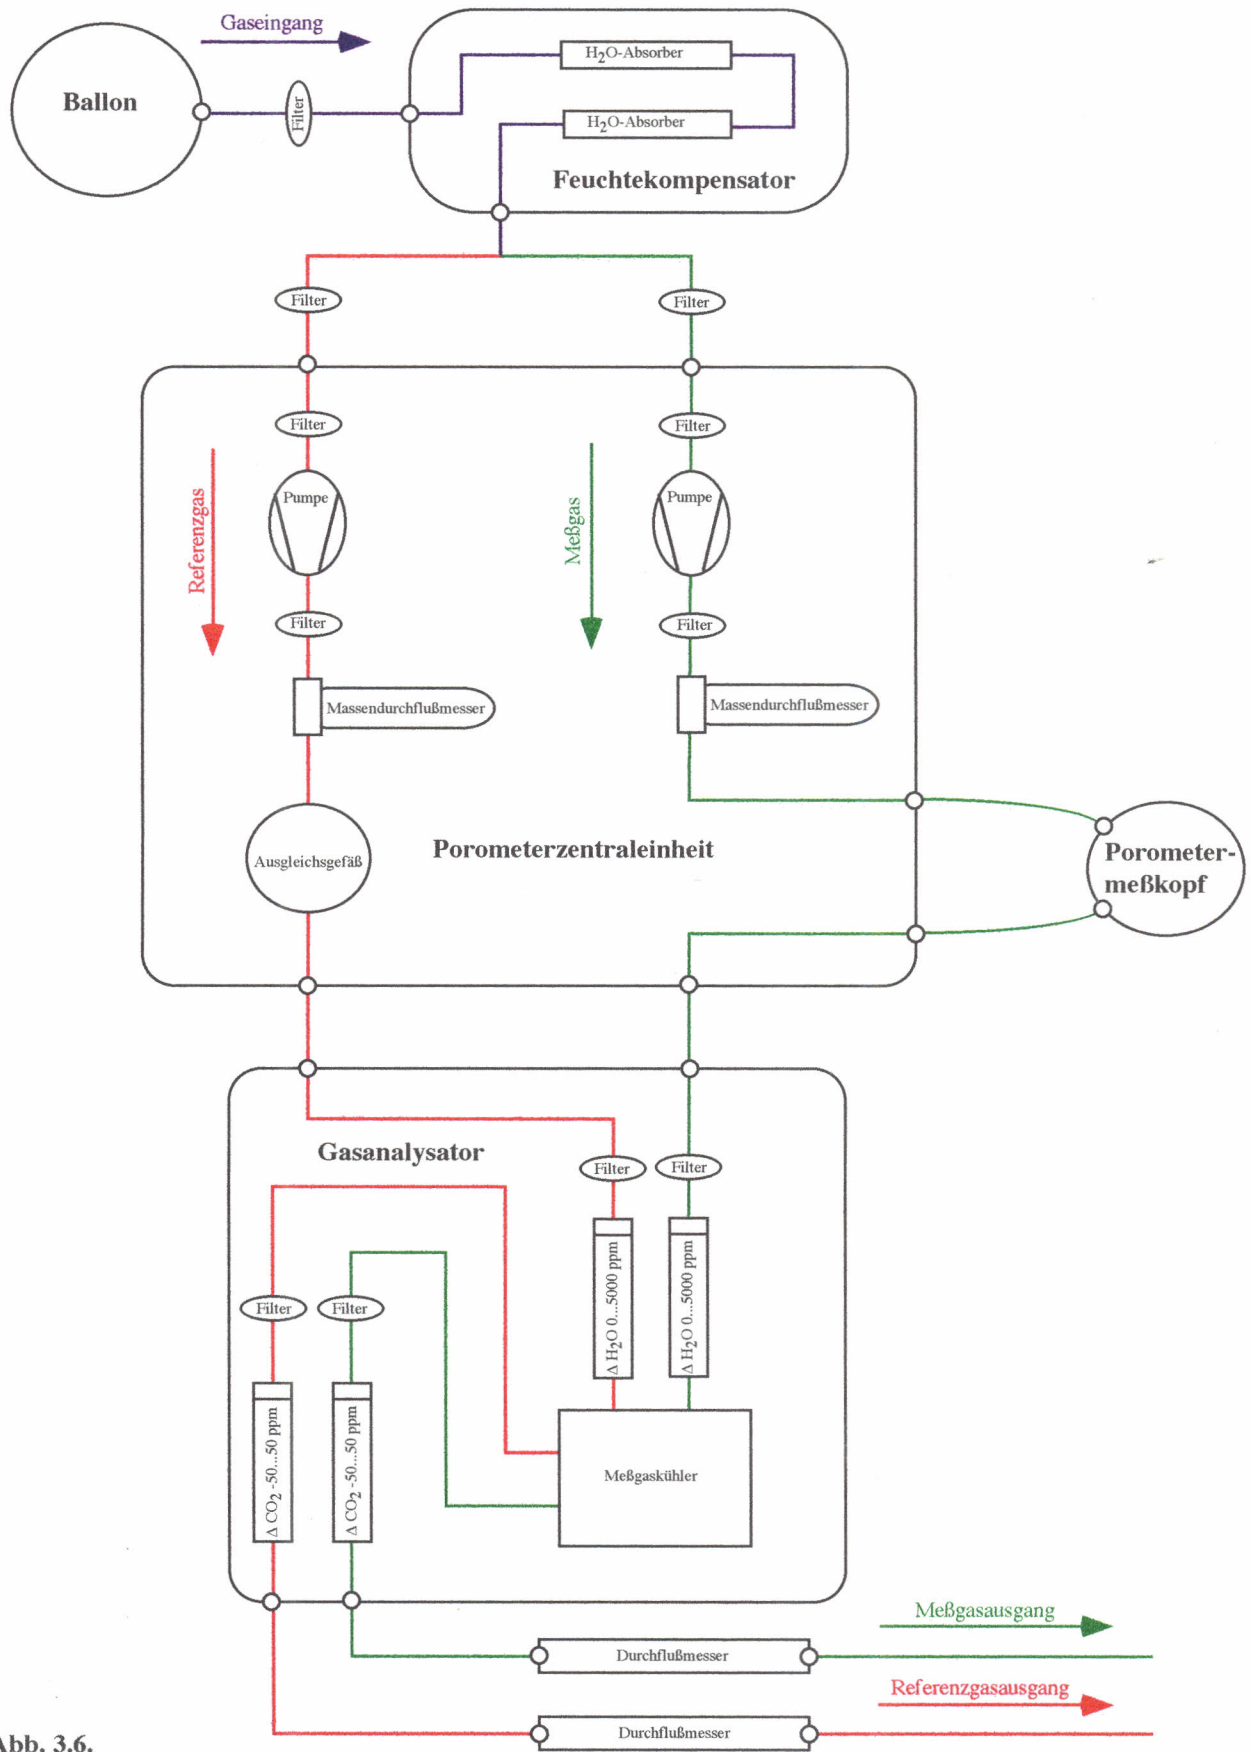 Gaseingang
Ballon
Filter
H₂O-Absorber
H₂O-Absorber
Feuchtekompensator
Filter
Filter
Filter
Filter
Referenzgas
Pumpe
Meßgas
Pumpe
Filter
Filter
Massendurchflußmesser
Massendurchflußmesser
Ausgleichsgefäß
Porometerzentraleinheit
Porometer-
meßkopf
Gasanalysator
Filter
Filter
Δ H₂O 0...5000 ppm
Δ H₂O 0...5000 ppm
Filter
Filter
Δ CO₂ -50...50 ppm
Δ CO₂ -50...50 ppm
Meßgaskühler
Meßgasausgang
Durchflußmesser
Referenzgasausgang
Durchflußmesser
Abb. 3.6.